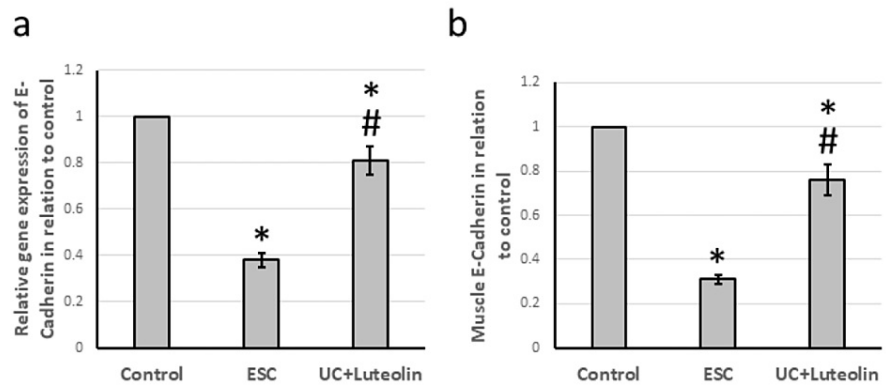 a
Relative gene expression of E-
Cadherin in relation to control
1.2
1
0.8
0.6
0.4
0.2
0
*
*
#
Control ESC UC+Luteolin
b
Muscle E-Cadherin in relation
to control
1.2
1
0.8
0.6
0.4
0.2
0
*
*
#
Control ESC UC+Luteolin